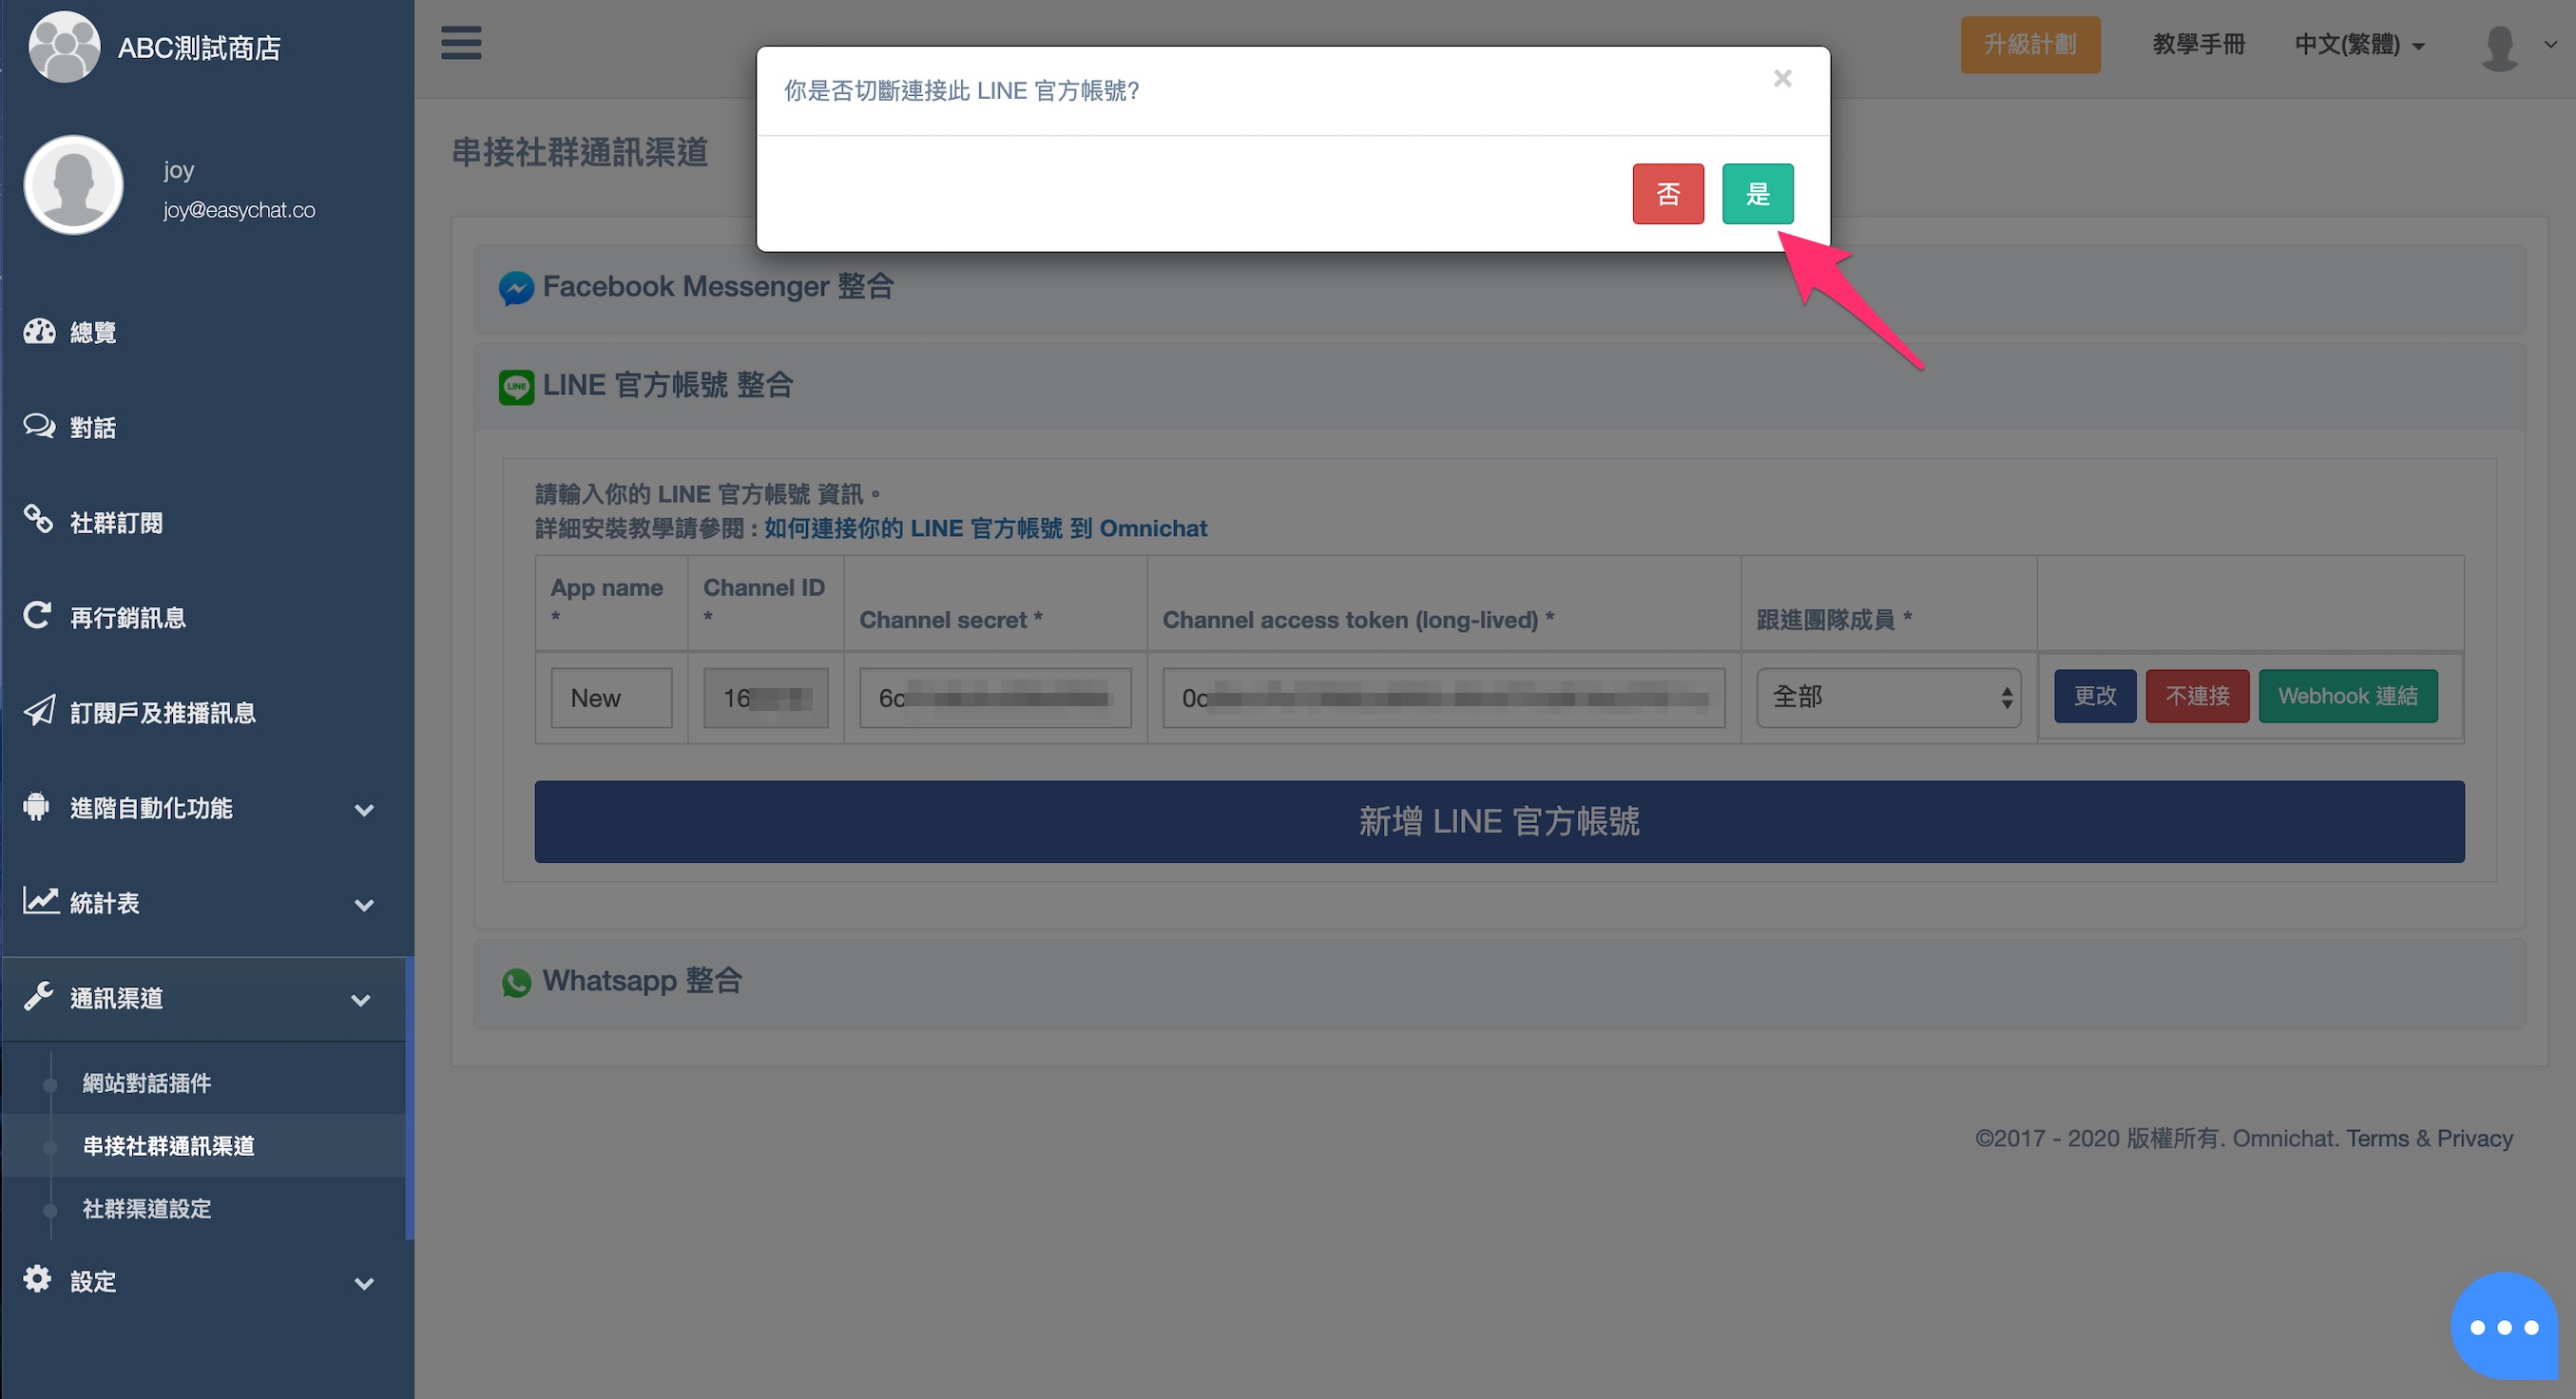 ABC測試商店
joy
joy@easychat.co
總覽
對話
社群訂閱
再行銷訊息
訂閱戶及推播訊息
進階自動化功能
統計表
通訊渠道
網站對話插件
串接社群通訊渠道
社群渠道設定
設定
升級計劃 教學手冊 中文(繁體)
你是否切斷連接此 LINE 官方帳號? ×
否 是
串接社群通訊渠道
Facebook Messenger 整合
LINE 官方帳號 整合
請輸入你的 LINE 官方帳號 資訊。
詳細安裝教學請參閱 : 如何連接你的 LINE 官方帳號 到 Omnichat
App name * Channel ID * Channel secret * Channel access token (long-lived) * 跟進團隊成員 *
New 16 6c 0c 全部 更改 不連接 Webhook 連結
新增 LINE 官方帳號
Whatsapp 整合
©2017 - 2020 版權所有. Omnichat. Terms & Privacy